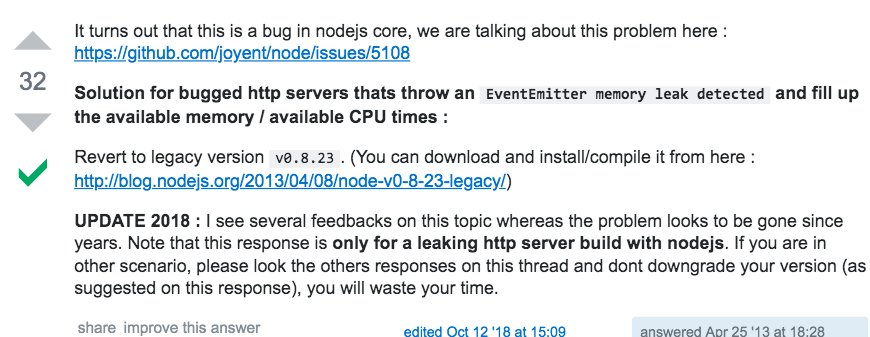 It turns out that this is a bug in nodejs core, we are talking about this problem here :
https://github.com/joyent/node/issues/5108
32
Solution for bugged http servers thats throw an EventEmitter memory leak detected and fill up
the available memory / available CPU times :
Revert to legacy version v0.8.23 . (You can download and install/compile it from here :
http://blog.nodejs.org/2013/04/08/node-v0-8-23-legacy/)
UPDATE 2018 : I see several feedbacks on this topic whereas the problem looks to be gone since
years. Note that this response is only for a leaking http server build with nodejs. If you are in
other scenario, please look the others responses on this thread and dont downgrade your version (as
suggested on this response), you will waste your time.
share improve this answer
edited Oct 12 '18 at 15:09
answered Apr 25 '13 at 18:28